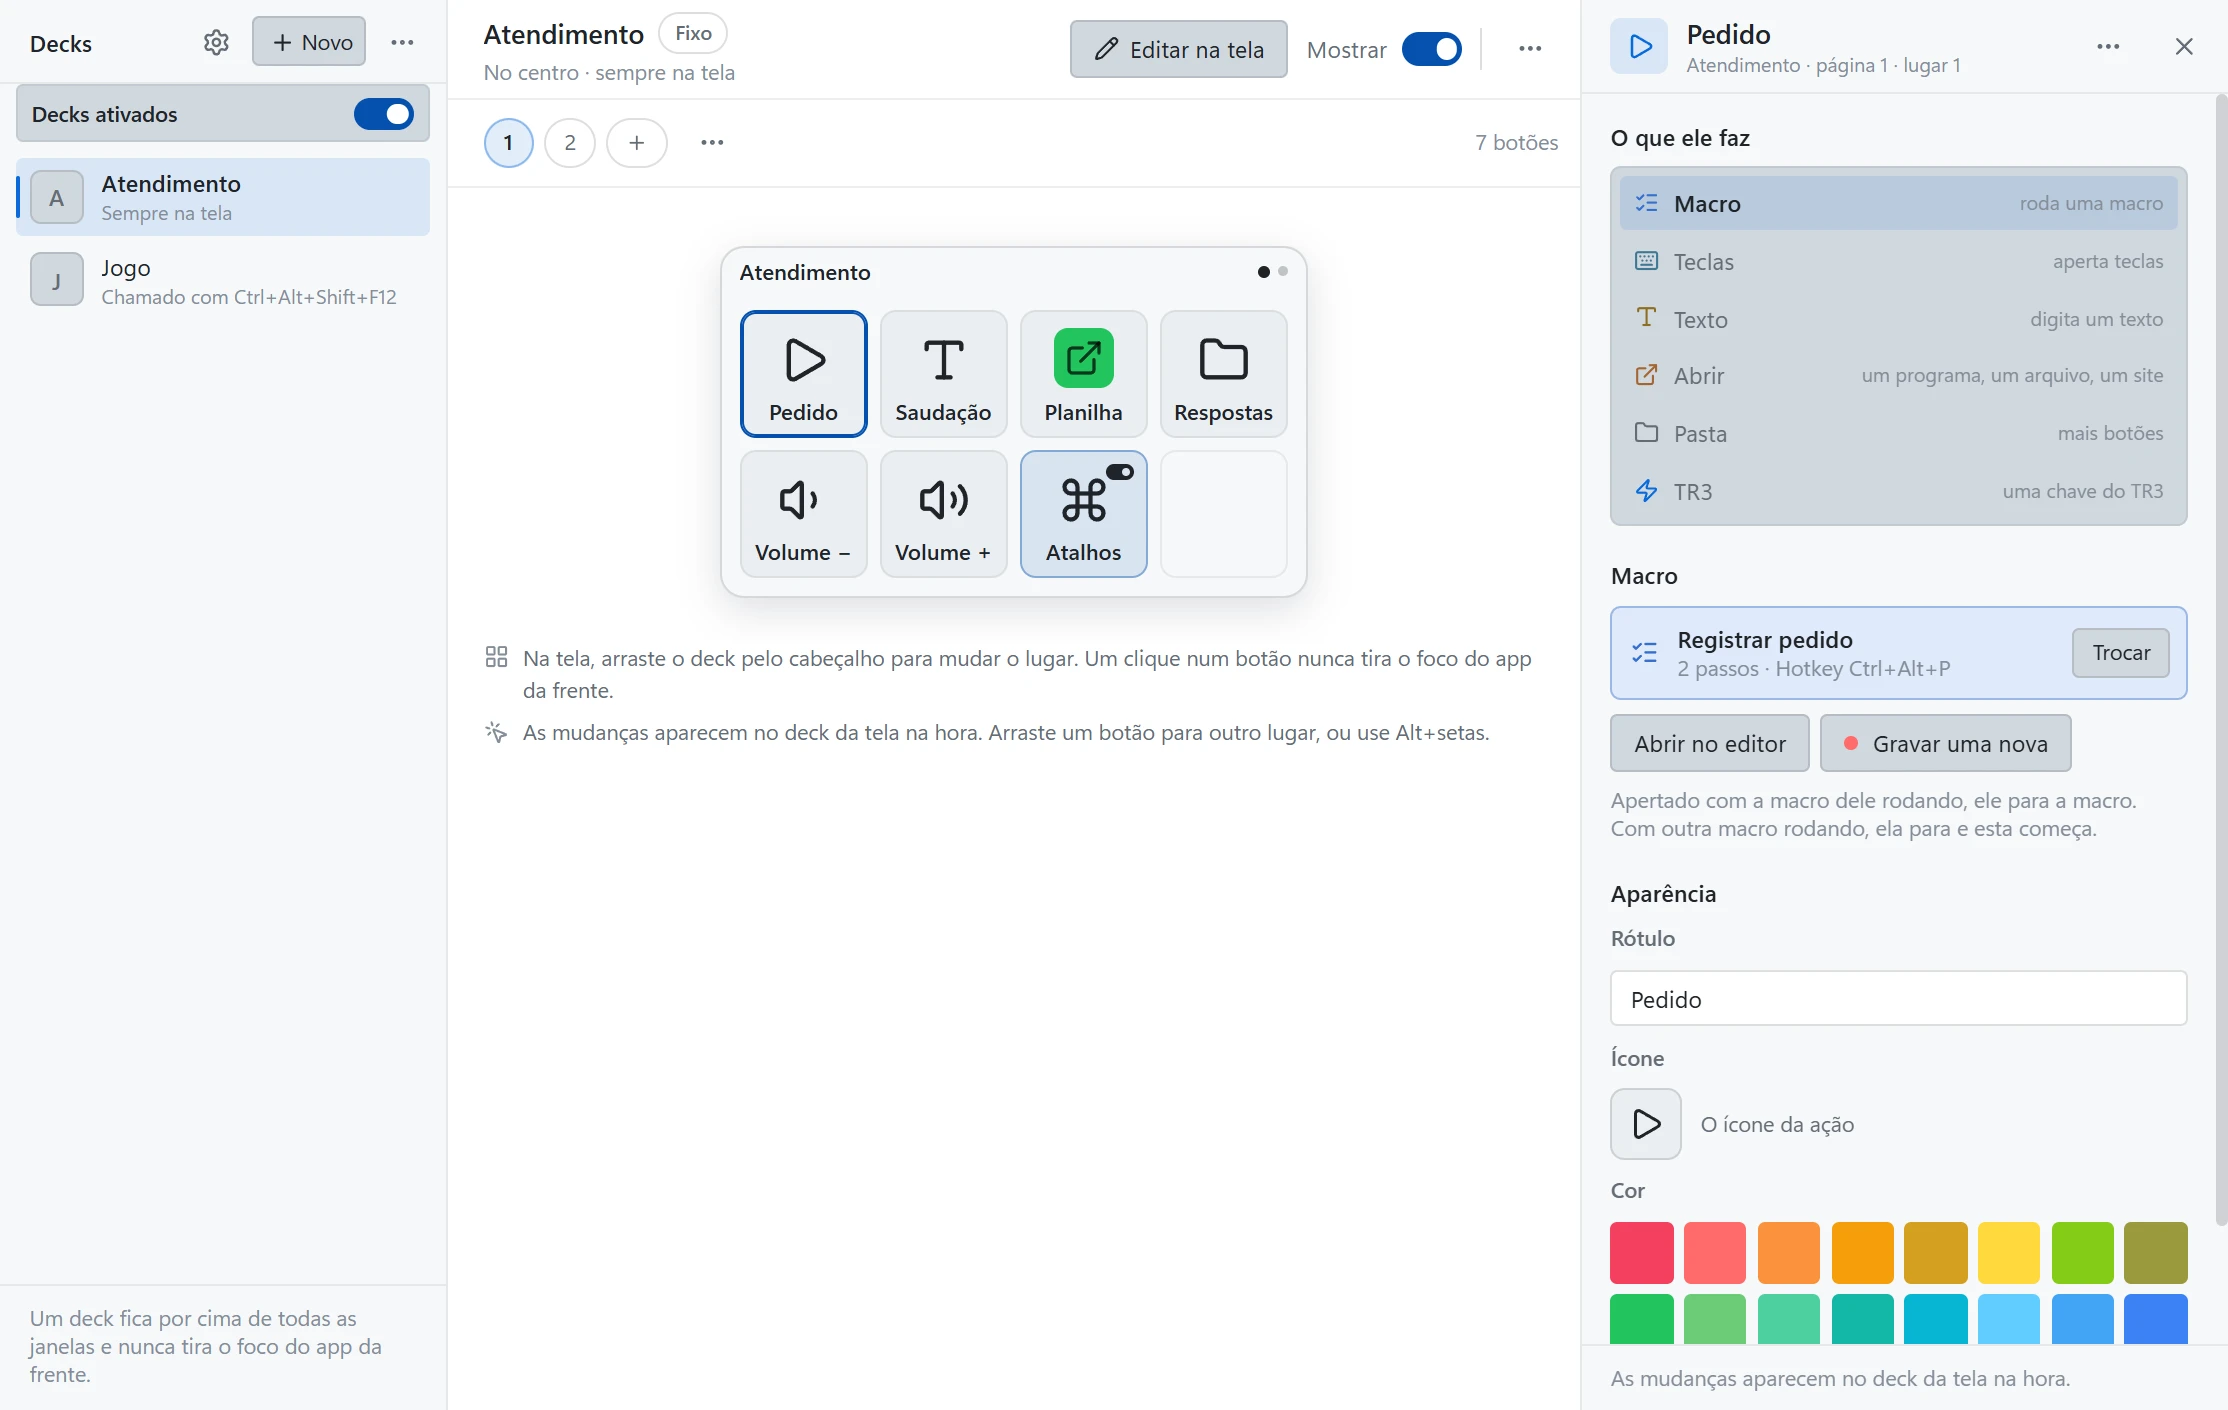 Decks
Novo
Decks ativados
A
Atendimento
Sempre na tela
J
Jogo
Chamado com Ctrl+Alt+Shift+F12
Um deck fica por cima de todas as
janelas e nunca tira o foco do app da
frente.
Atendimento
Fixo
No centro · sempre na tela
Editar na tela
Mostrar
1
2
7 botões
Atendimento
Pedido
Saudação
Planilha
Respostas
Volume –
Volume +
Atalhos
Na tela, arraste o deck pelo cabeçalho para mudar o lugar. Um clique num botão nunca tira o foco do app
da frente.
As mudanças aparecem no deck da tela na hora. Arraste um botão para outro lugar, ou use Alt+setas.
Pedido
Atendimento · página 1 · lugar 1
O que ele faz
Macro roda uma macro
Teclas aperta teclas
Texto digita um texto
Abrir um programa, um arquivo, um site
Pasta mais botões
TR3 uma chave do TR3
Macro
Registrar pedido
2 passos · Hotkey Ctrl+Alt+P
Trocar
Abrir no editor
Gravar uma nova
Apertado com a macro dele rodando, ele para a macro.
Com outra macro rodando, ela para e esta começa.
Aparência
Rótulo
Pedido
Ícone
O ícone da ação
Cor
As mudanças aparecem no deck da tela na hora.